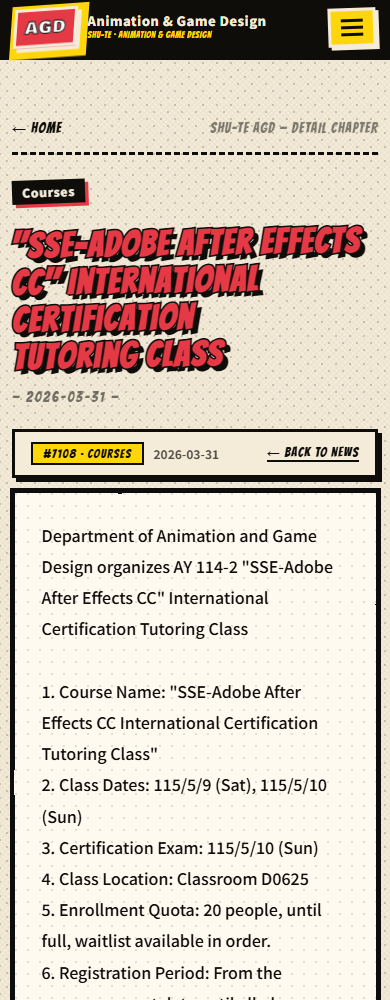 AGD
Animation & Game Design
SHU-TE · ANIMATION & GAME DESIGN
← HOME
SHU-TE AGD — DETAIL CHAPTER
Courses
"SSE-ADOBE AFTER EFFECTS
CC" INTERNATIONAL
CERTIFICATION
TUTORING CLASS
— 2026-03-31 —
#7108 · COURSES
2026-03-31
← BACK TO NEWS
Department of Animation and Game
Design organizes AY 114-2 "SSE-Adobe
After Effects CC" International
Certification Tutoring Class
1. Course Name: "SSE-Adobe After
Effects CC International Certification
Tutoring Class"
2. Class Dates: 115/5/9 (Sat), 115/5/10
(Sun)
3. Certification Exam: 115/5/10 (Sun)
4. Class Location: Classroom D0625
5. Enrollment Quota: 20 people, until
full, waitlist available in order.
6. Registration Period: From the